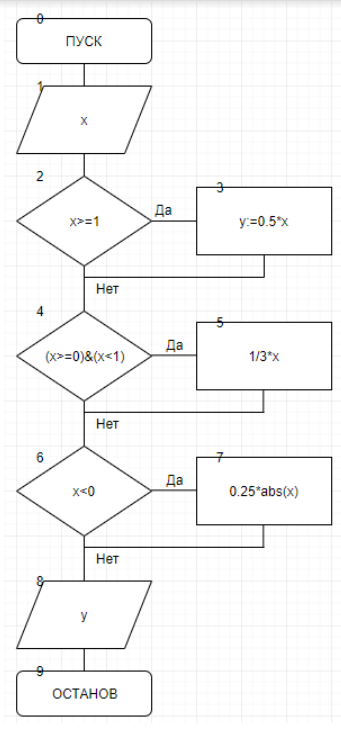 0
ПУСК
1
x
2
x>=1
Да
3
y:=0.5*x
Нет
4
(x>=0)&(x<1)
Да
5
1/3*x
Нет
6
x<0
Да
7
0.25*abs(x)
Нет
8
y
9
ОСТАНОВ